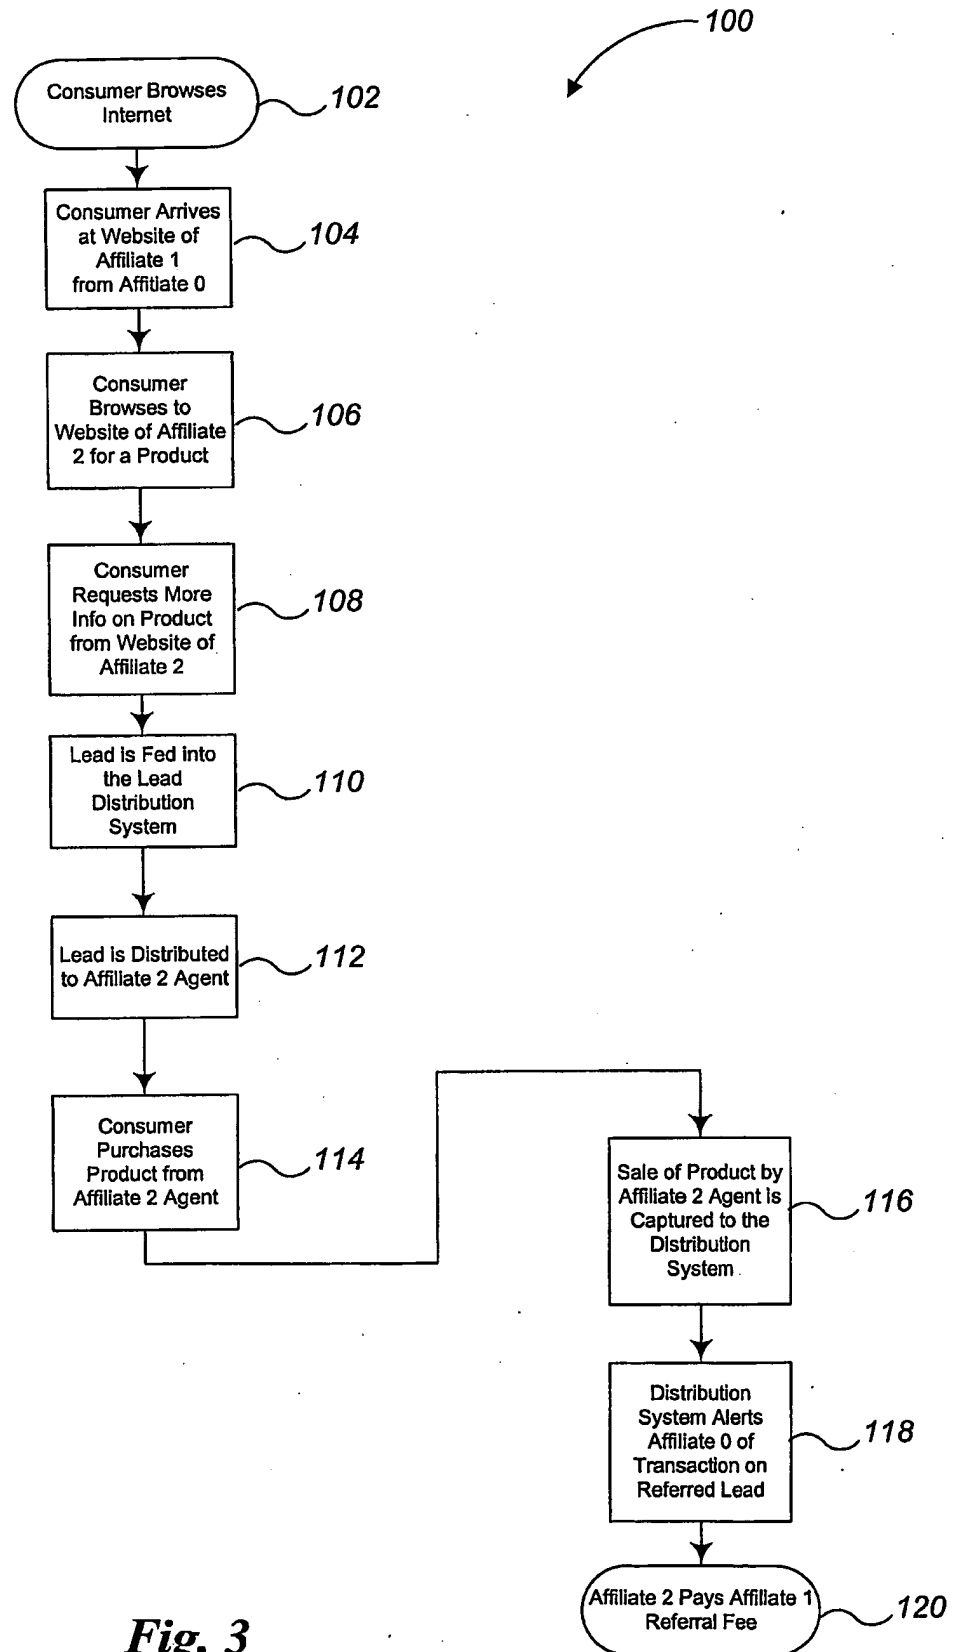 100
Consumer Browses
Internet
102
Consumer Arrives
at Website of
Affiliate 1
from Affitlate 0
104
Consumer
Browses to
Website of Affiliate
2 for a Product
106
Consumer
Requests More
Info on Product
from Website of
Affiliate 2
108
Lead is Fed into
the Lead
Distribution
System
110
Lead is Distributed
to Affiliate 2 Agent
112
Consumer
Purchases
Product from
Affiliate 2 Agent
114
Sale of Product by
Affiliate 2 Agent is
Captured to the
Distribution
System
116
Distribution
System Alerts
Affiliate 0 of
Transaction on
Referred Lead
118
Affiliate 2 Pays Affiliate 1
Referral Fee
120
Fig. 3